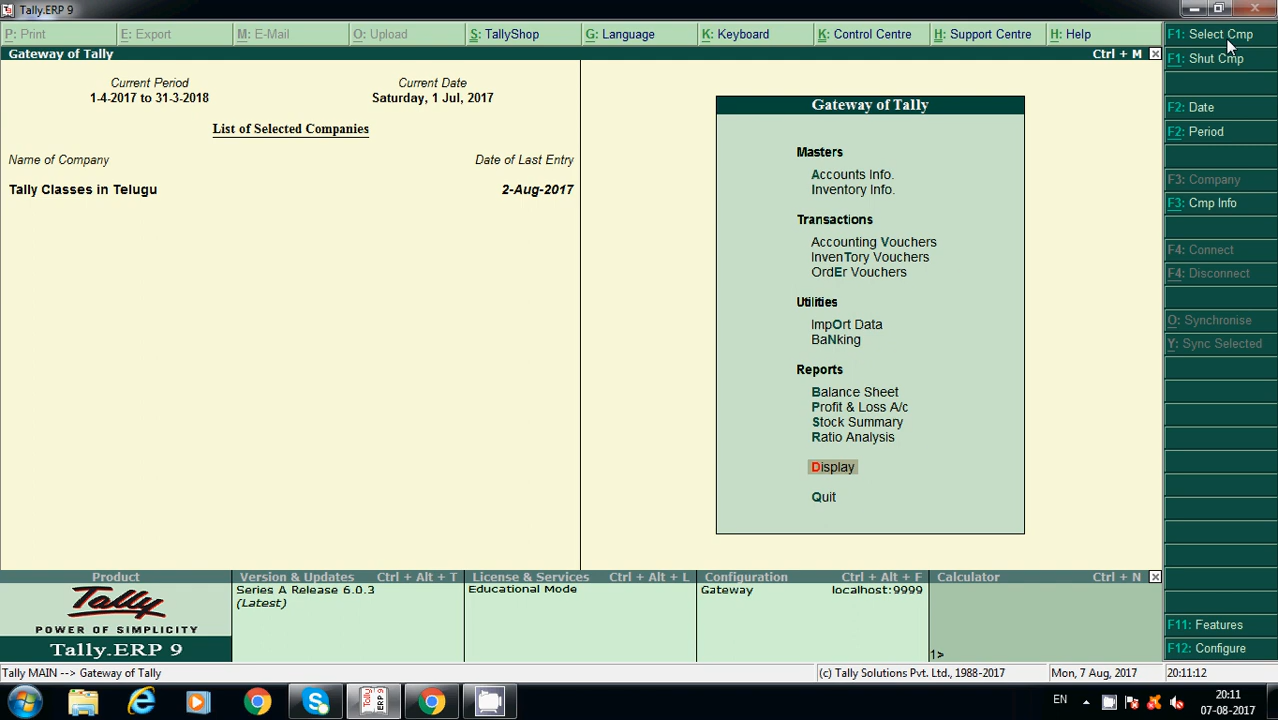 Tally.ERP 9
P: Print
E: Export
M: E-Mail
O: Upload
S: TallyShop
G: Language
K: Keyboard
K: Control Centre
H: Support Centre
H: Help
F1: Select Cmp
Gateway of Tally
Ctrl + M
F1: Shut Cmp
Current Period
1-4-2017 to 31-3-2018
Current Date
Saturday, 1 Jul, 2017
List of Selected Companies
Name of Company
Date of Last Entry
Tally Classes in Telugu
2-Aug-2017
Gateway of Tally
Masters
Accounts Info.
Inventory Info.
Transactions
Accounting Vouchers
InvenTory Vouchers
OrdEr Vouchers
Utilities
ImpOrt Data
BaNking
Reports
Balance Sheet
Profit & Loss A/c
Stock Summary
Ratio Analysis
Display
Quit
F2: Date
F2: Period
F3: Company
F3: Cmp Info
F4: Connect
F4: Disconnect
O: Synchronise
Y: Sync Selected
F11: Features
F12: Configure
Product
Tally
POWER OF SIMPLICITY
Tally.ERP 9
Version & Updates Ctrl + Alt + T
Series A Release 6.0.3
(Latest)
License & Services Ctrl + Alt + L
Educational Mode
Configuration Ctrl + Alt + F
Gateway localhost:9999
Calculator Ctrl + N
1>
Tally MAIN --> Gateway of Tally
(c) Tally Solutions Pvt. Ltd., 1988-2017
Mon, 7 Aug, 2017
20:11:12
EN
20:11
07-08-2017